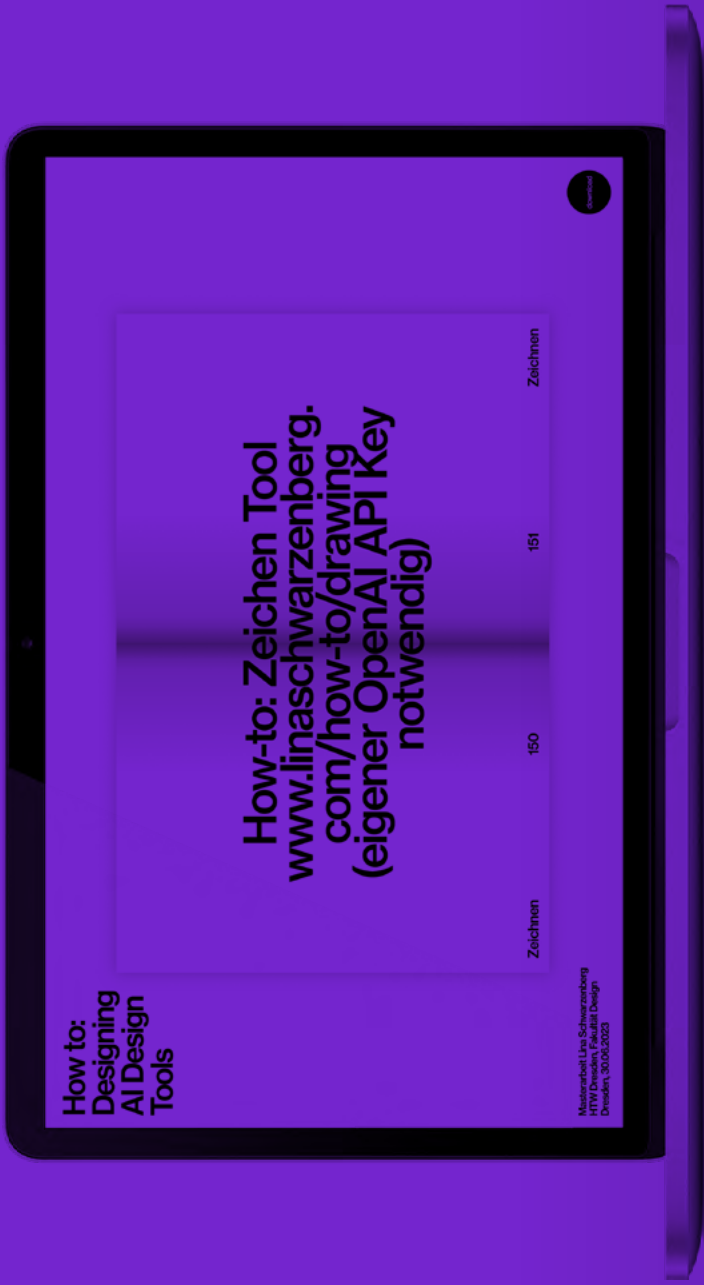 How to:
Designing
AI Design
Tools
download
How-to: Zeichen Tool
www.linaschwarzenberg.
com/how-to/drawing
(eigener OpenAI API Key
notwendig)
Zeichnen
150
151
Zeichnen
Masterarbeit Lina Schwarzenberg
HTW Dresden, Fakultät Design
Dresden, 30.06.2023